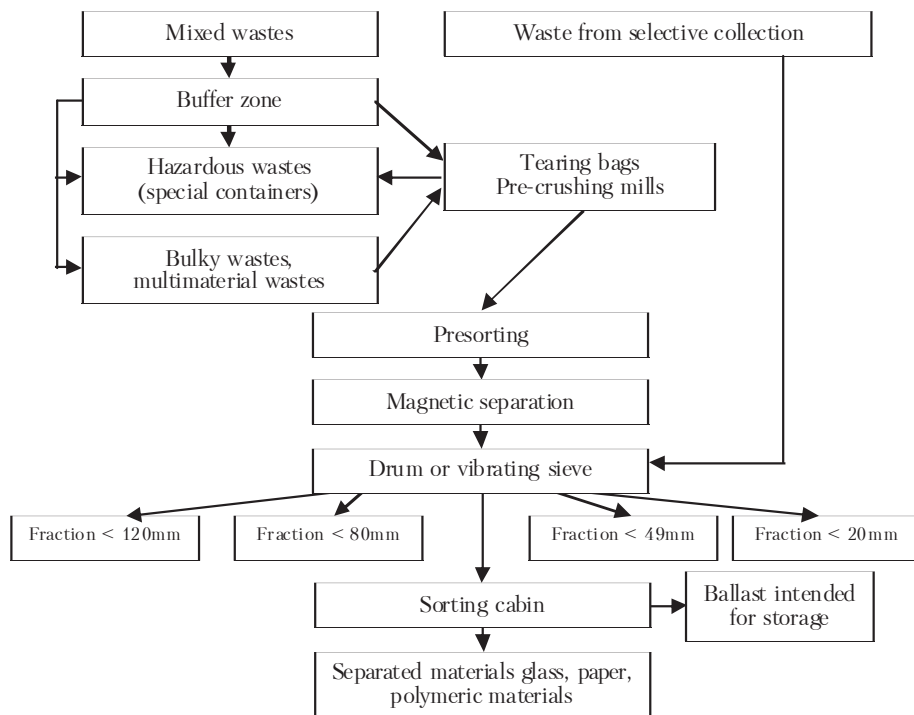 Mixed wastes
Waste from selective collection
Buffer zone
Hazardous wastes
(special containers)
Tearing bags
Pre-crushing mills
Bulky wastes,
multimaterial wastes
Presorting
Magnetic separation
Drum or vibrating sieve
Fraction < 120mm
Fraction < 80mm
Fraction < 49mm
Fraction < 20mm
Sorting cabin
Ballast intended
for storage
Separated materials glass, paper,
polymeric materials